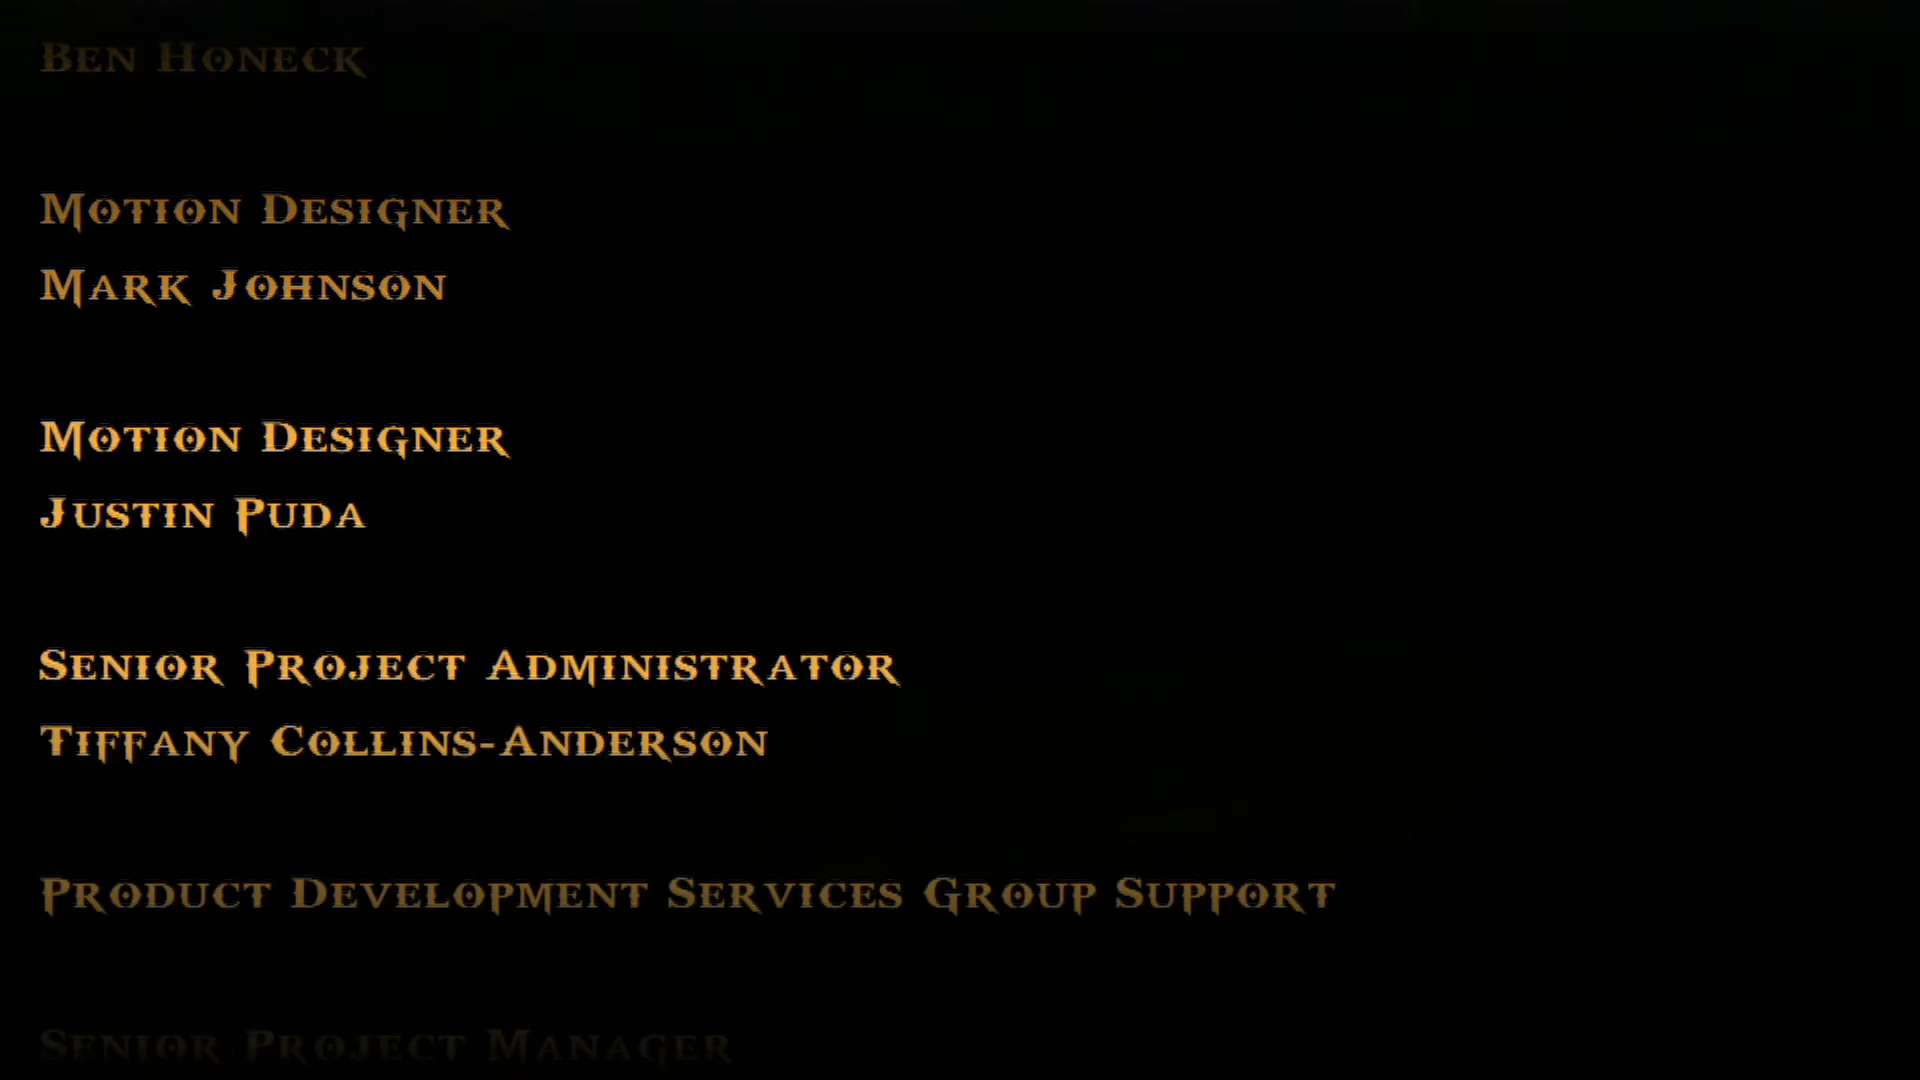 Ben Honeck
Motion Designer
Mark Johnson
Motion Designer
Justin Puda
Senior Project Administrator
Tiffany Collins-Anderson
Product Development Services Group Support
Senior Project Manager